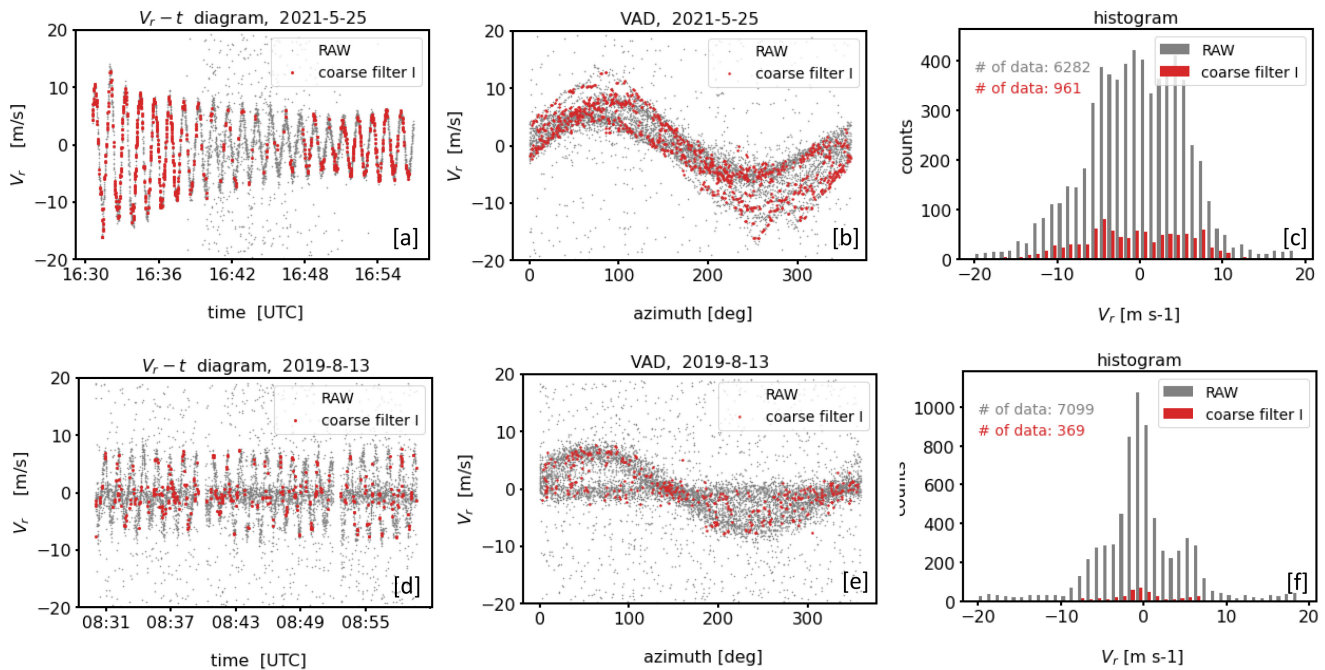 V_r − t diagram, 2021-5-25
20
10
0
−10
−20
V_r [m/s]
RAW
coarse filter I
[a]
16:30 16:36 16:42 16:48 16:54
time [UTC]
VAD, 2021-5-25
20
10
0
−10
−20
V_r [m/s]
RAW
coarse filter I
[b]
0 100 200 300
azimuth [deg]
histogram
400
300
200
100
0
counts
# of data: 6282
# of data: 961
RAW
coarse filter I
[c]
−20 −10 0 10 20
V_r [m s-1]
V_r − t diagram, 2019-8-13
20
10
0
−10
−20
V_r [m/s]
RAW
coarse filter I
[d]
08:31 08:37 08:43 08:49 08:55
time [UTC]
VAD, 2019-8-13
20
10
0
−10
−20
V_r [m/s]
RAW
coarse filter I
[e]
0 100 200 300
azimuth [deg]
histogram
1000
800
600
400
200
0
counts
# of data: 7099
# of data: 369
RAW
coarse filter I
[f]
−20 −10 0 10 20
V_r [m s-1]